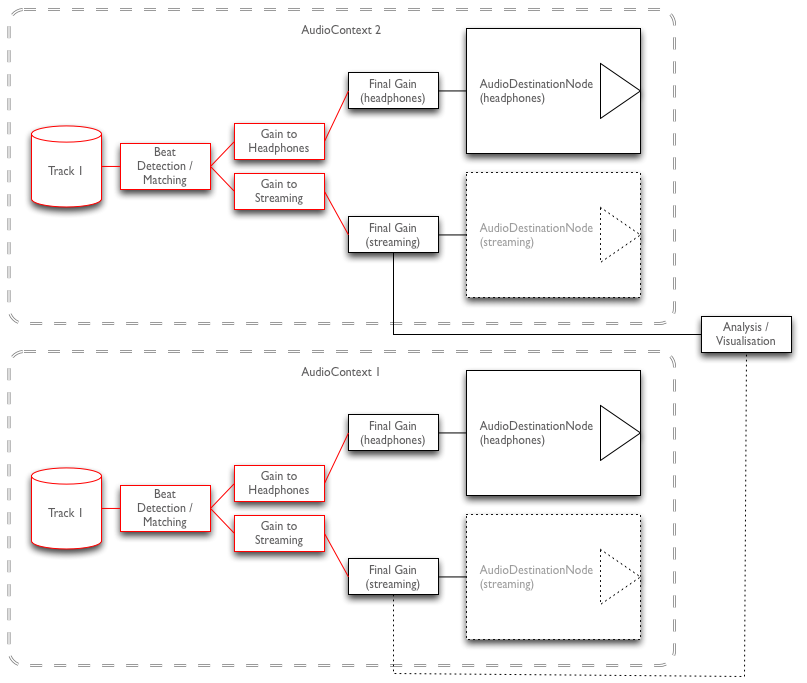 AudioContext 2
Final Gain
(headphones)
AudioDestinationNode
(headphones)
Gain to
Headphones
Beat
Detection /
Matching
Track 1
Gain to
Streaming
Final Gain
(streaming)
AudioDestinationNode
(streaming)
Analysis /
Visualisation
AudioContext 1
Final Gain
(headphones)
AudioDestinationNode
(headphones)
Gain to
Headphones
Beat
Detection /
Matching
Track 1
Gain to
Streaming
Final Gain
(streaming)
AudioDestinationNode
(streaming)